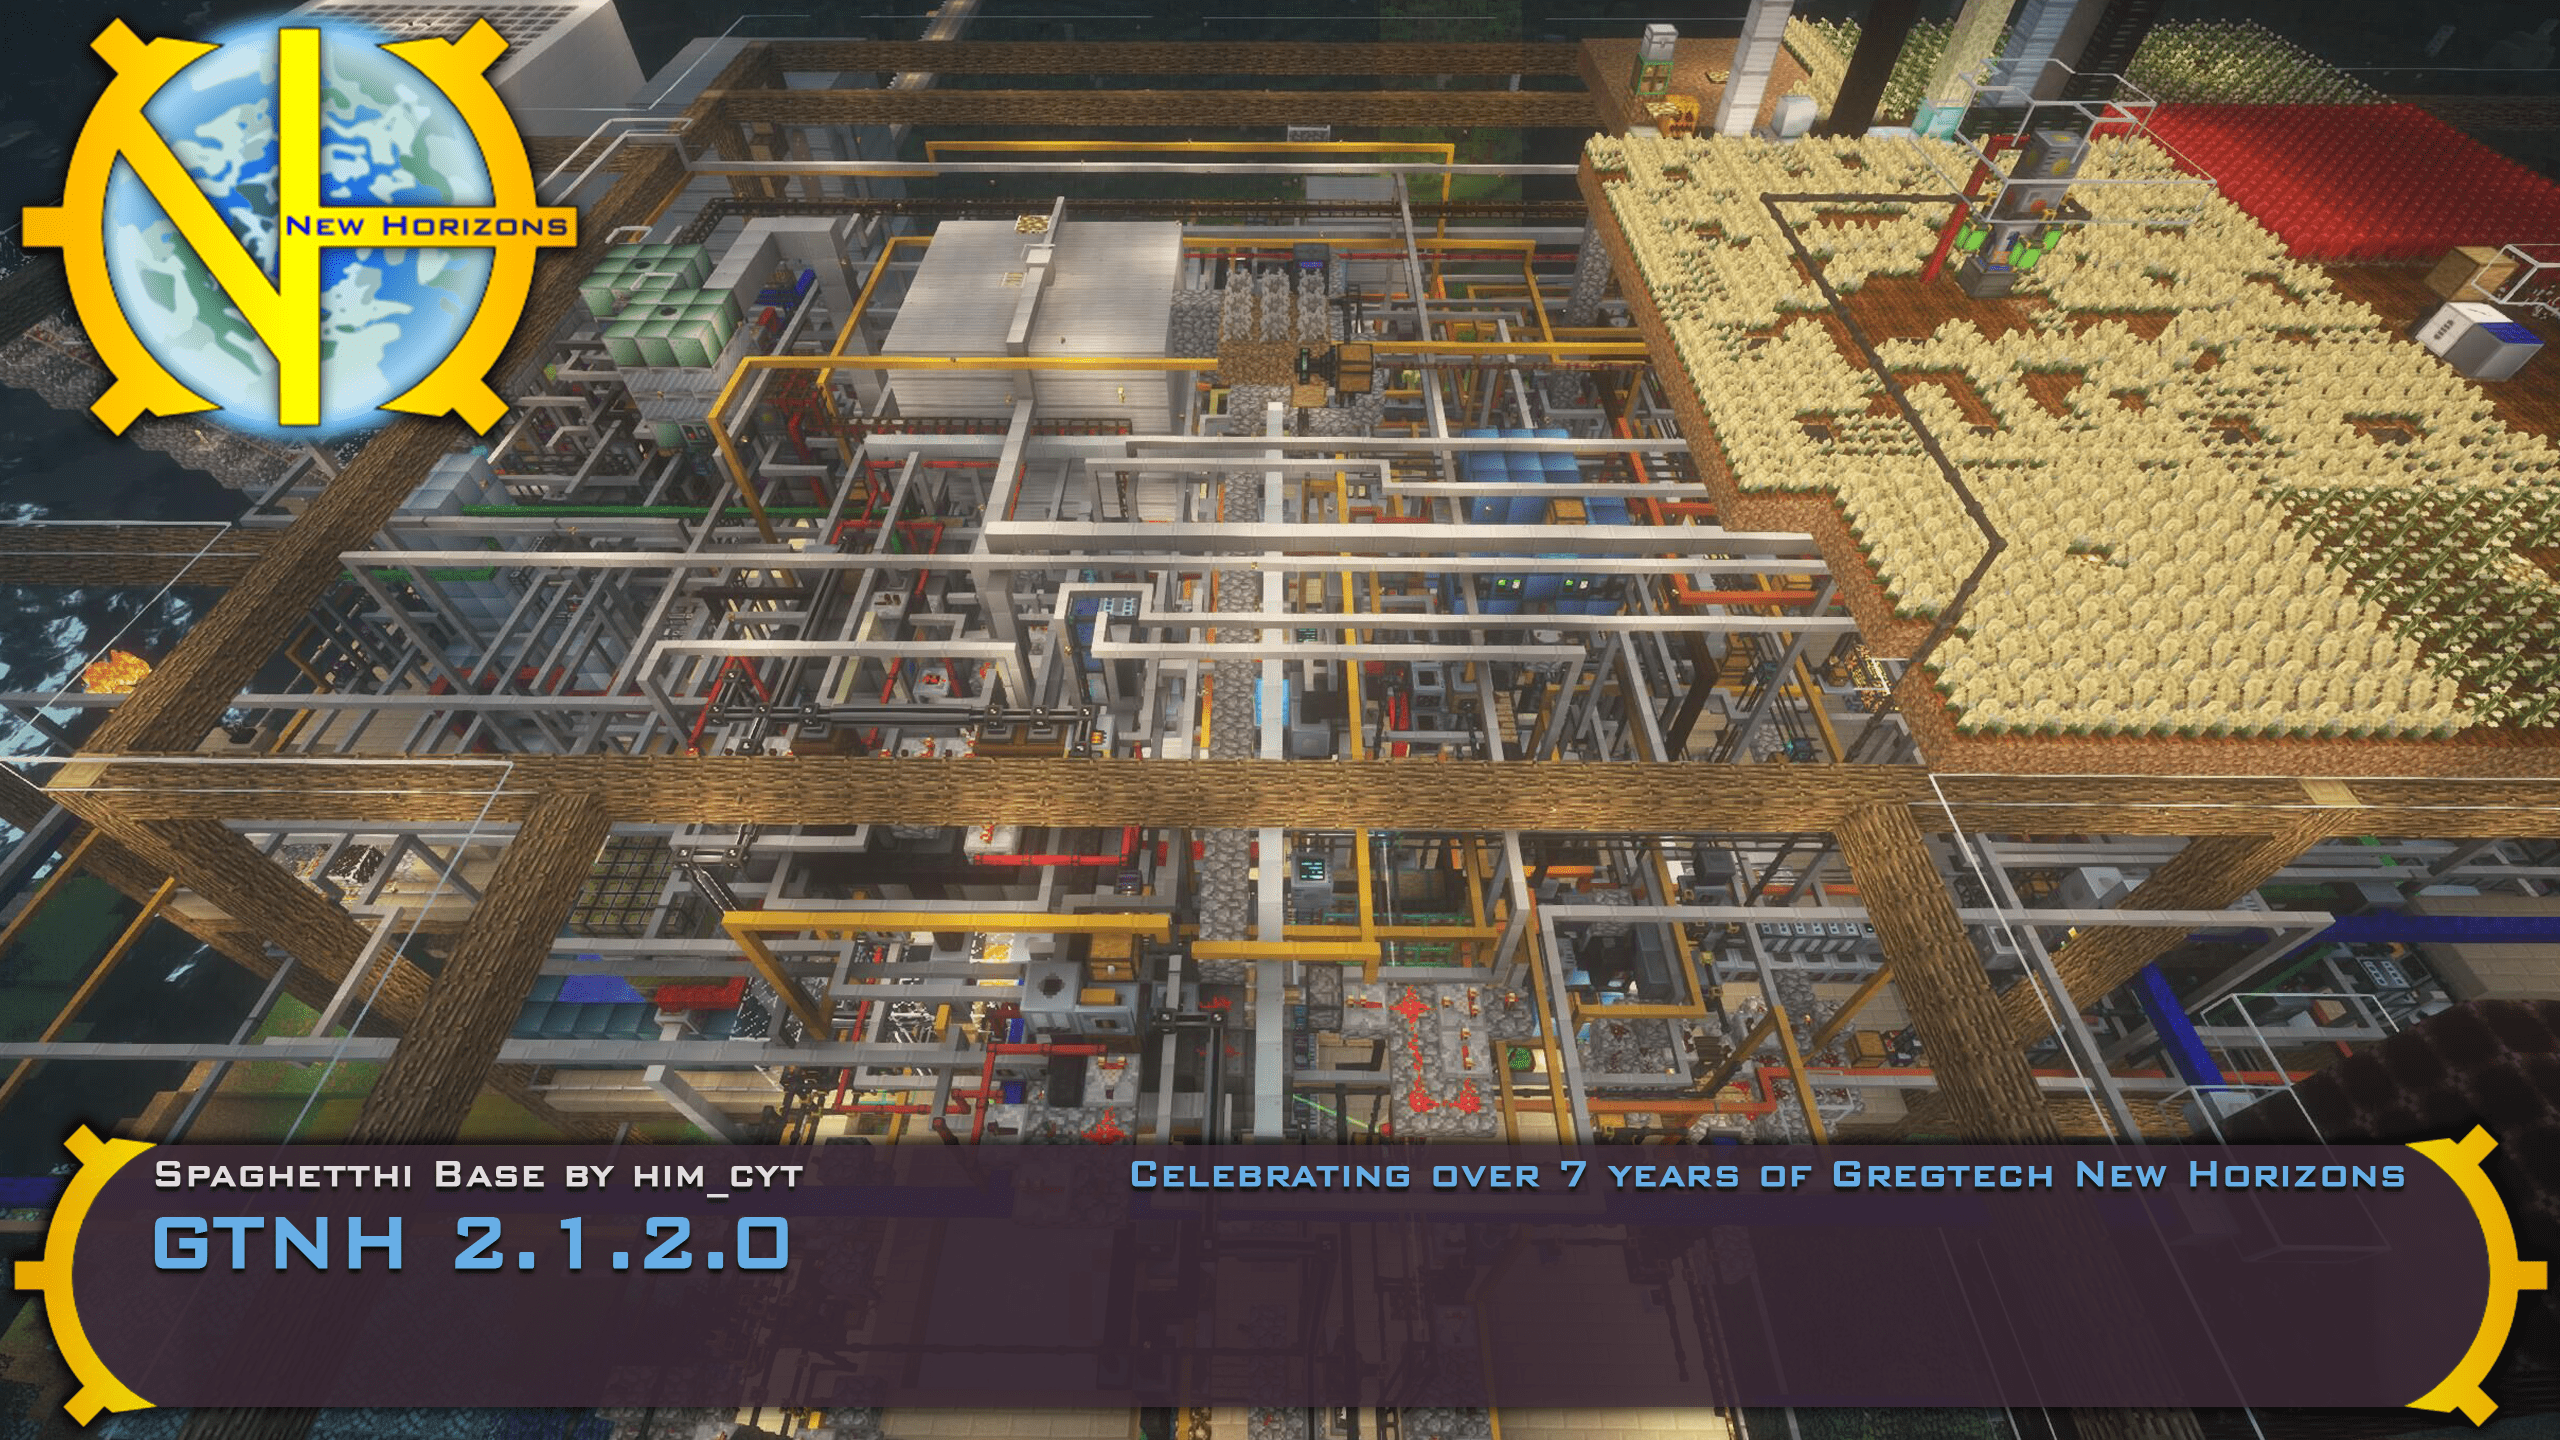 New Horizons
Spaghetthi Base by him_cyt
Celebrating over 7 years of Gregtech New Horizons
GTNH 2.1.2.0